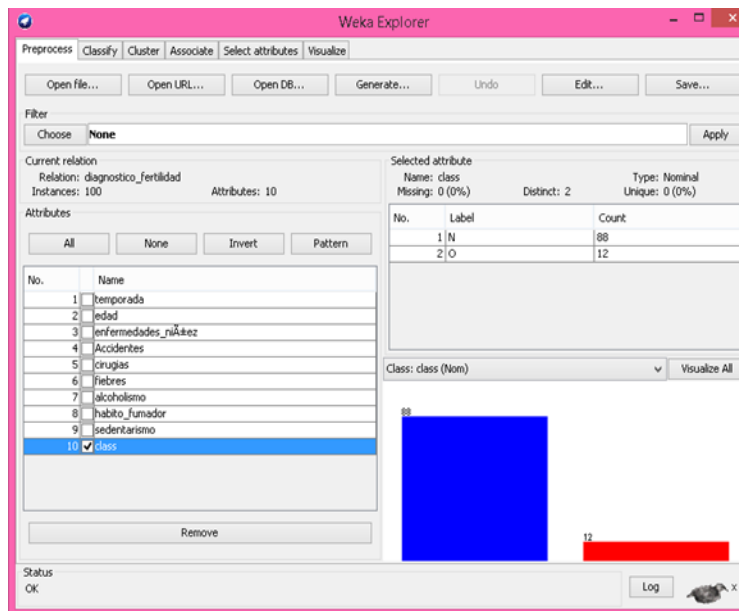 Weka Explorer
Preprocess Classify Cluster Associate Select attributes Visualize
Open file... Open URL... Open DB... Generate... Undo Edit... Save...
Filter
Choose None Apply
Current relation
Relation: diagnostico_fertilidad
Instances: 100 Attributes: 10
Selected attribute
Name: class Type: Nominal
Missing: 0 (0%) Distinct: 2 Unique: 0 (0%)
Attributes
All None Invert Pattern
No. Name
1 temporada
2 edad
3 enfermedades_niÃ±ez
4 Accidentes
5 cirugias
6 fiebres
7 alcoholismo
8 habito_fumador
9 sedentarismo
10 class
Remove
No. Label Count
1 N 88
2 O 12
Class: class (Nom) Visualize All
88
12
Status
OK
Log x